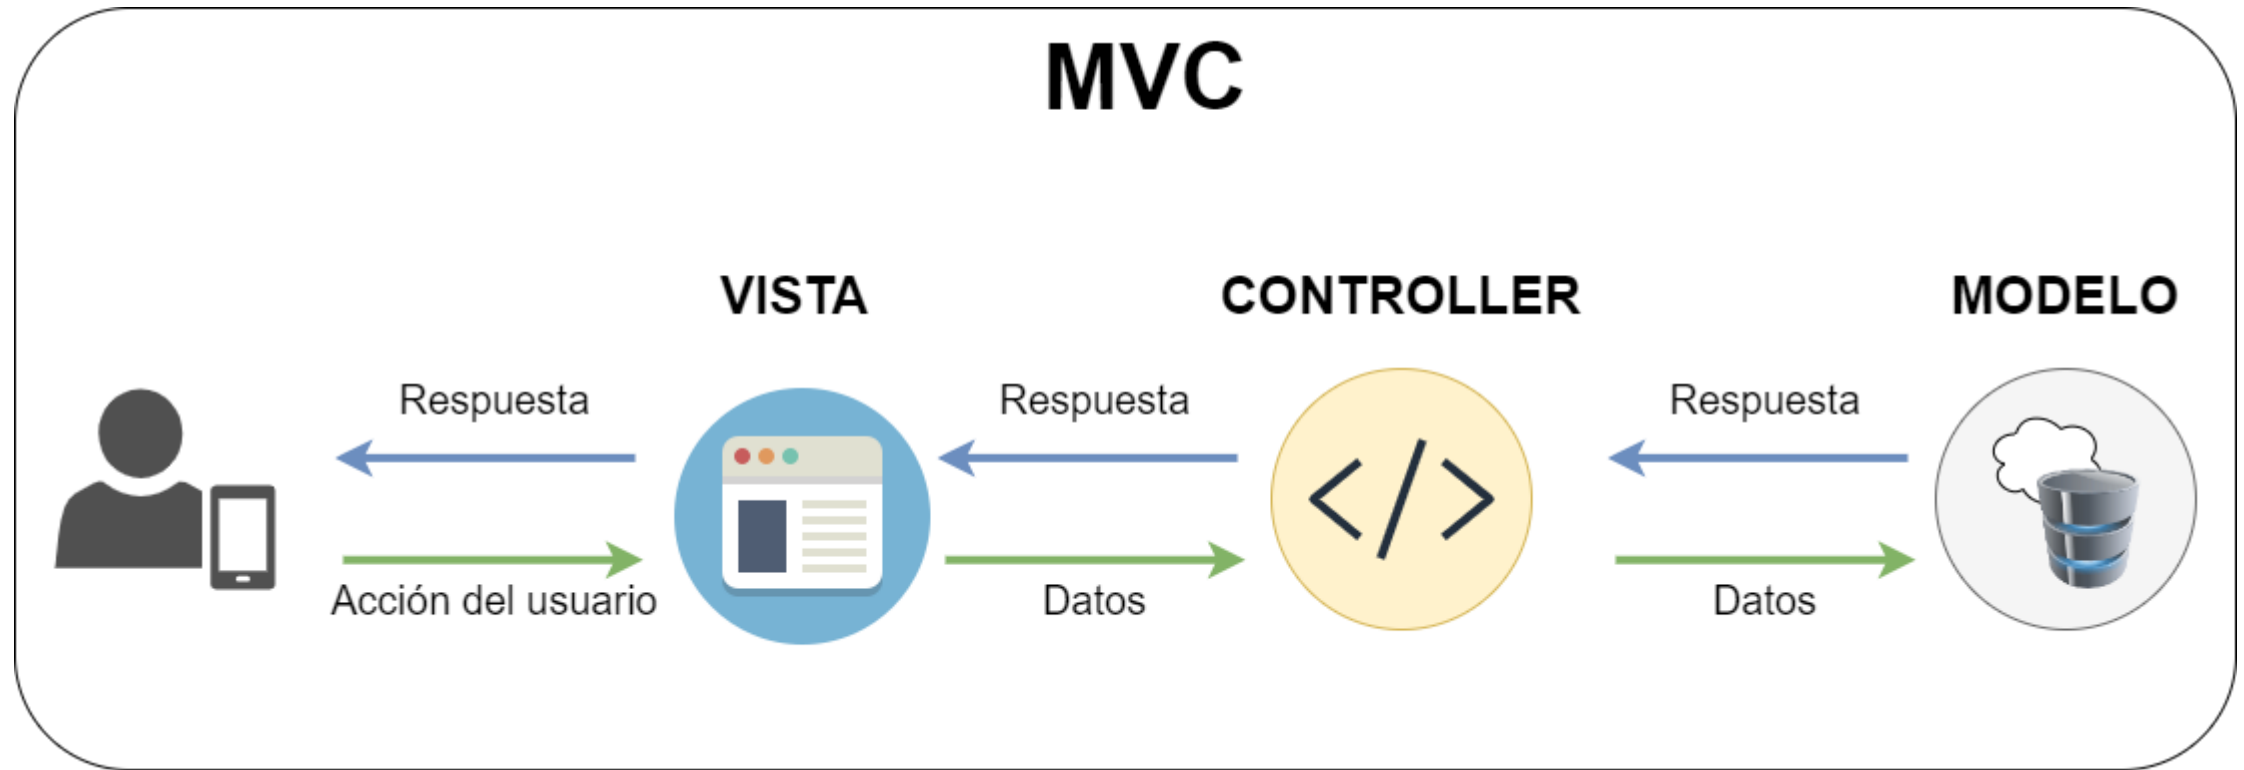 MVC
VISTA
CONTROLLER
MODELO
Respuesta
Respuesta
Respuesta
</>
Acción del usuario
Datos
Datos